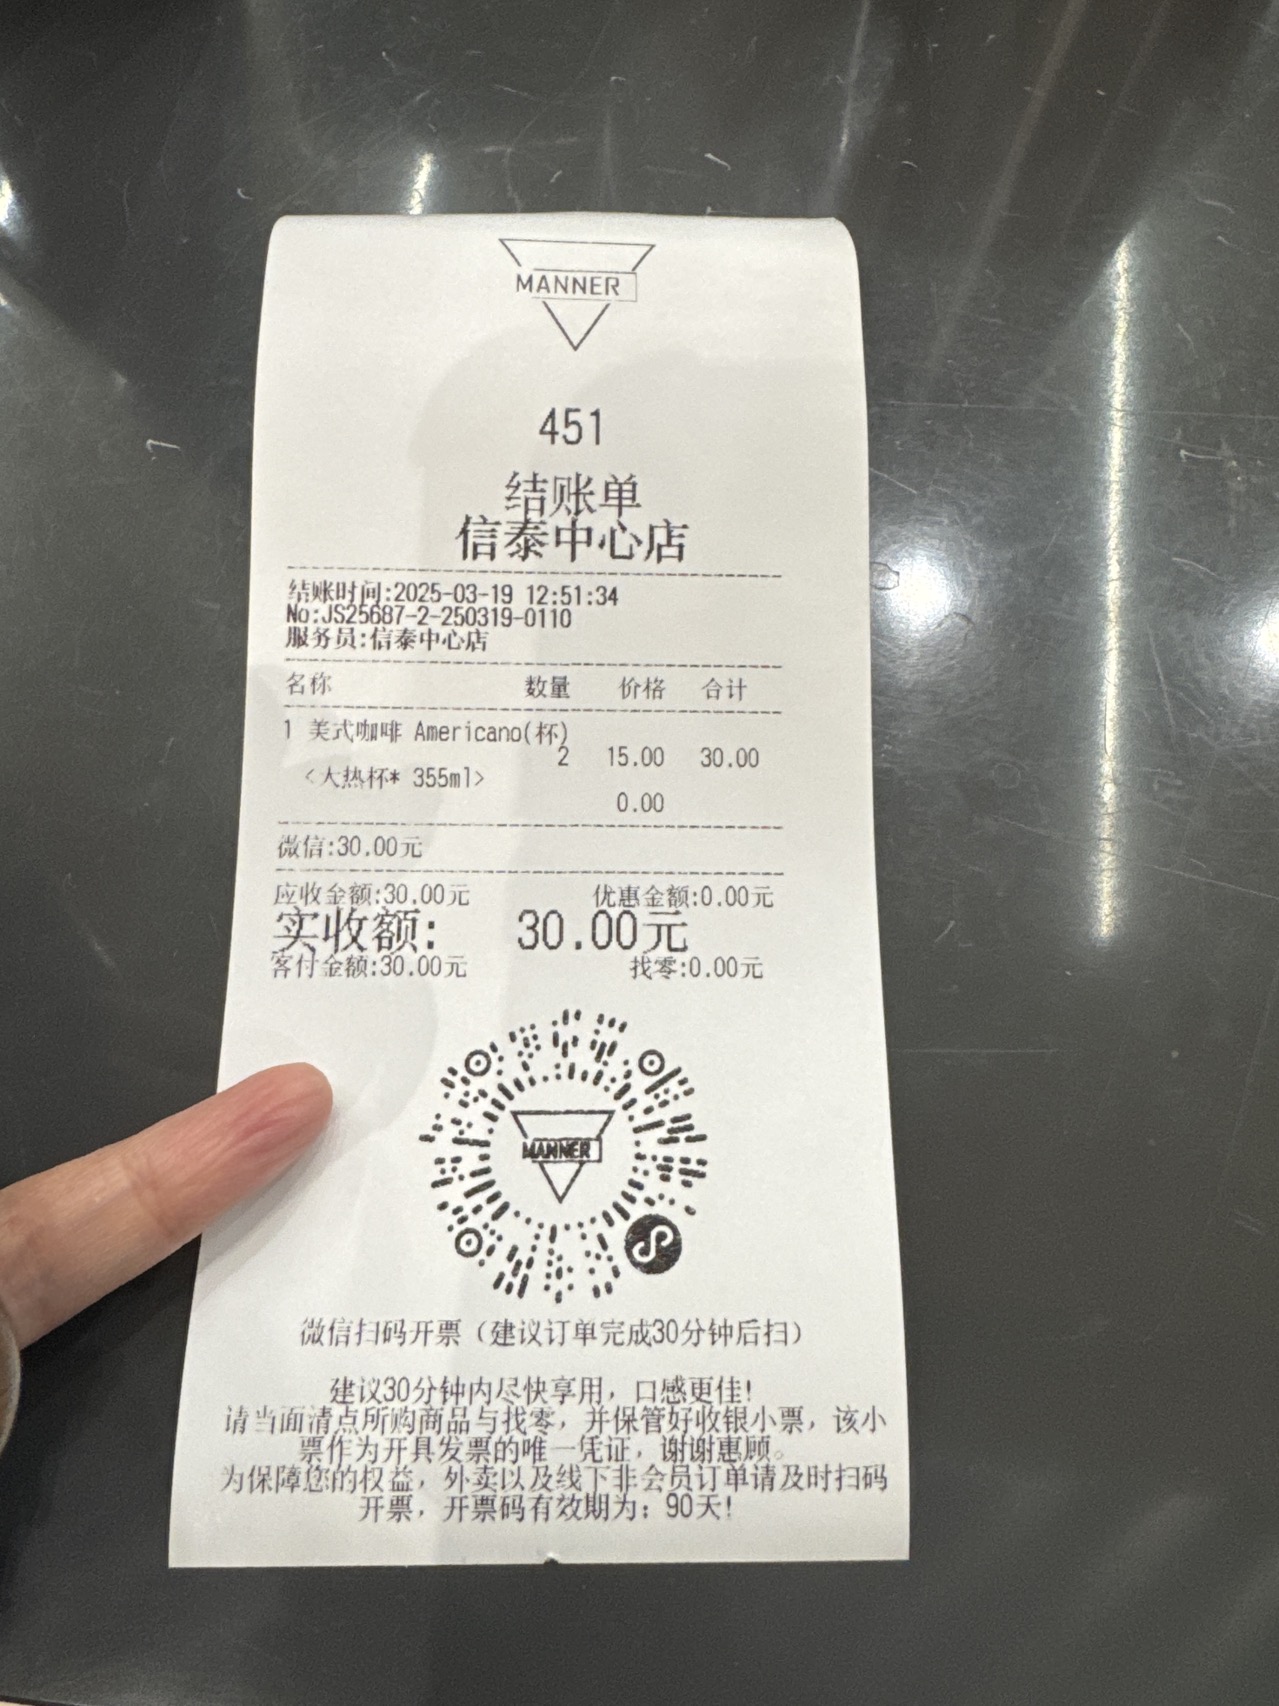 MANNER
451
结账单
信泰中心店
结账时间:2025-03-19 12:51:34
No:JS25687-2-250319-0110
服务员:信泰中心店
名称 数量 价格 合计
1 美式咖啡 Americano(杯)
2 15.00 30.00
<大热杯* 355ml>
0.00
微信:30.00元
应收金额:30.00元 优惠金额:0.00元
实收额: 30.00元
客付金额:30.00元 找零:0.00元
MANNER
微信扫码开票（建议订单完成30分钟后扫）
建议30分钟内尽快享用，口感更佳!
请当面清点所购商品与找零，并保管好收银小票，该小
票作为开具发票的唯一凭证，谢谢惠顾。
为保障您的权益，外卖以及线下非会员订单请及时扫码
开票，开票码有效期为：90天!